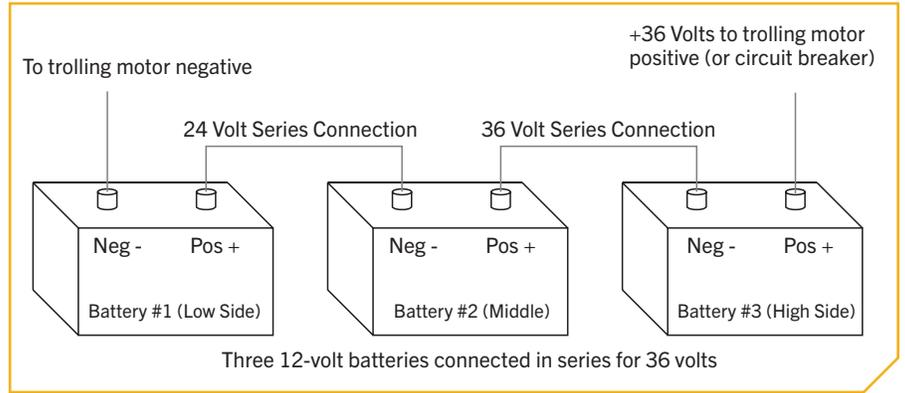 +36 Volts to trolling motor
positive (or circuit breaker)
To trolling motor negative
24 Volt Series Connection
36 Volt Series Connection
Neg - Pos +
Battery #1 (Low Side)
Neg - Pos +
Battery #2 (Middle)
Neg - Pos +
Battery #3 (High Side)
Three 12-volt batteries connected in series for 36 volts